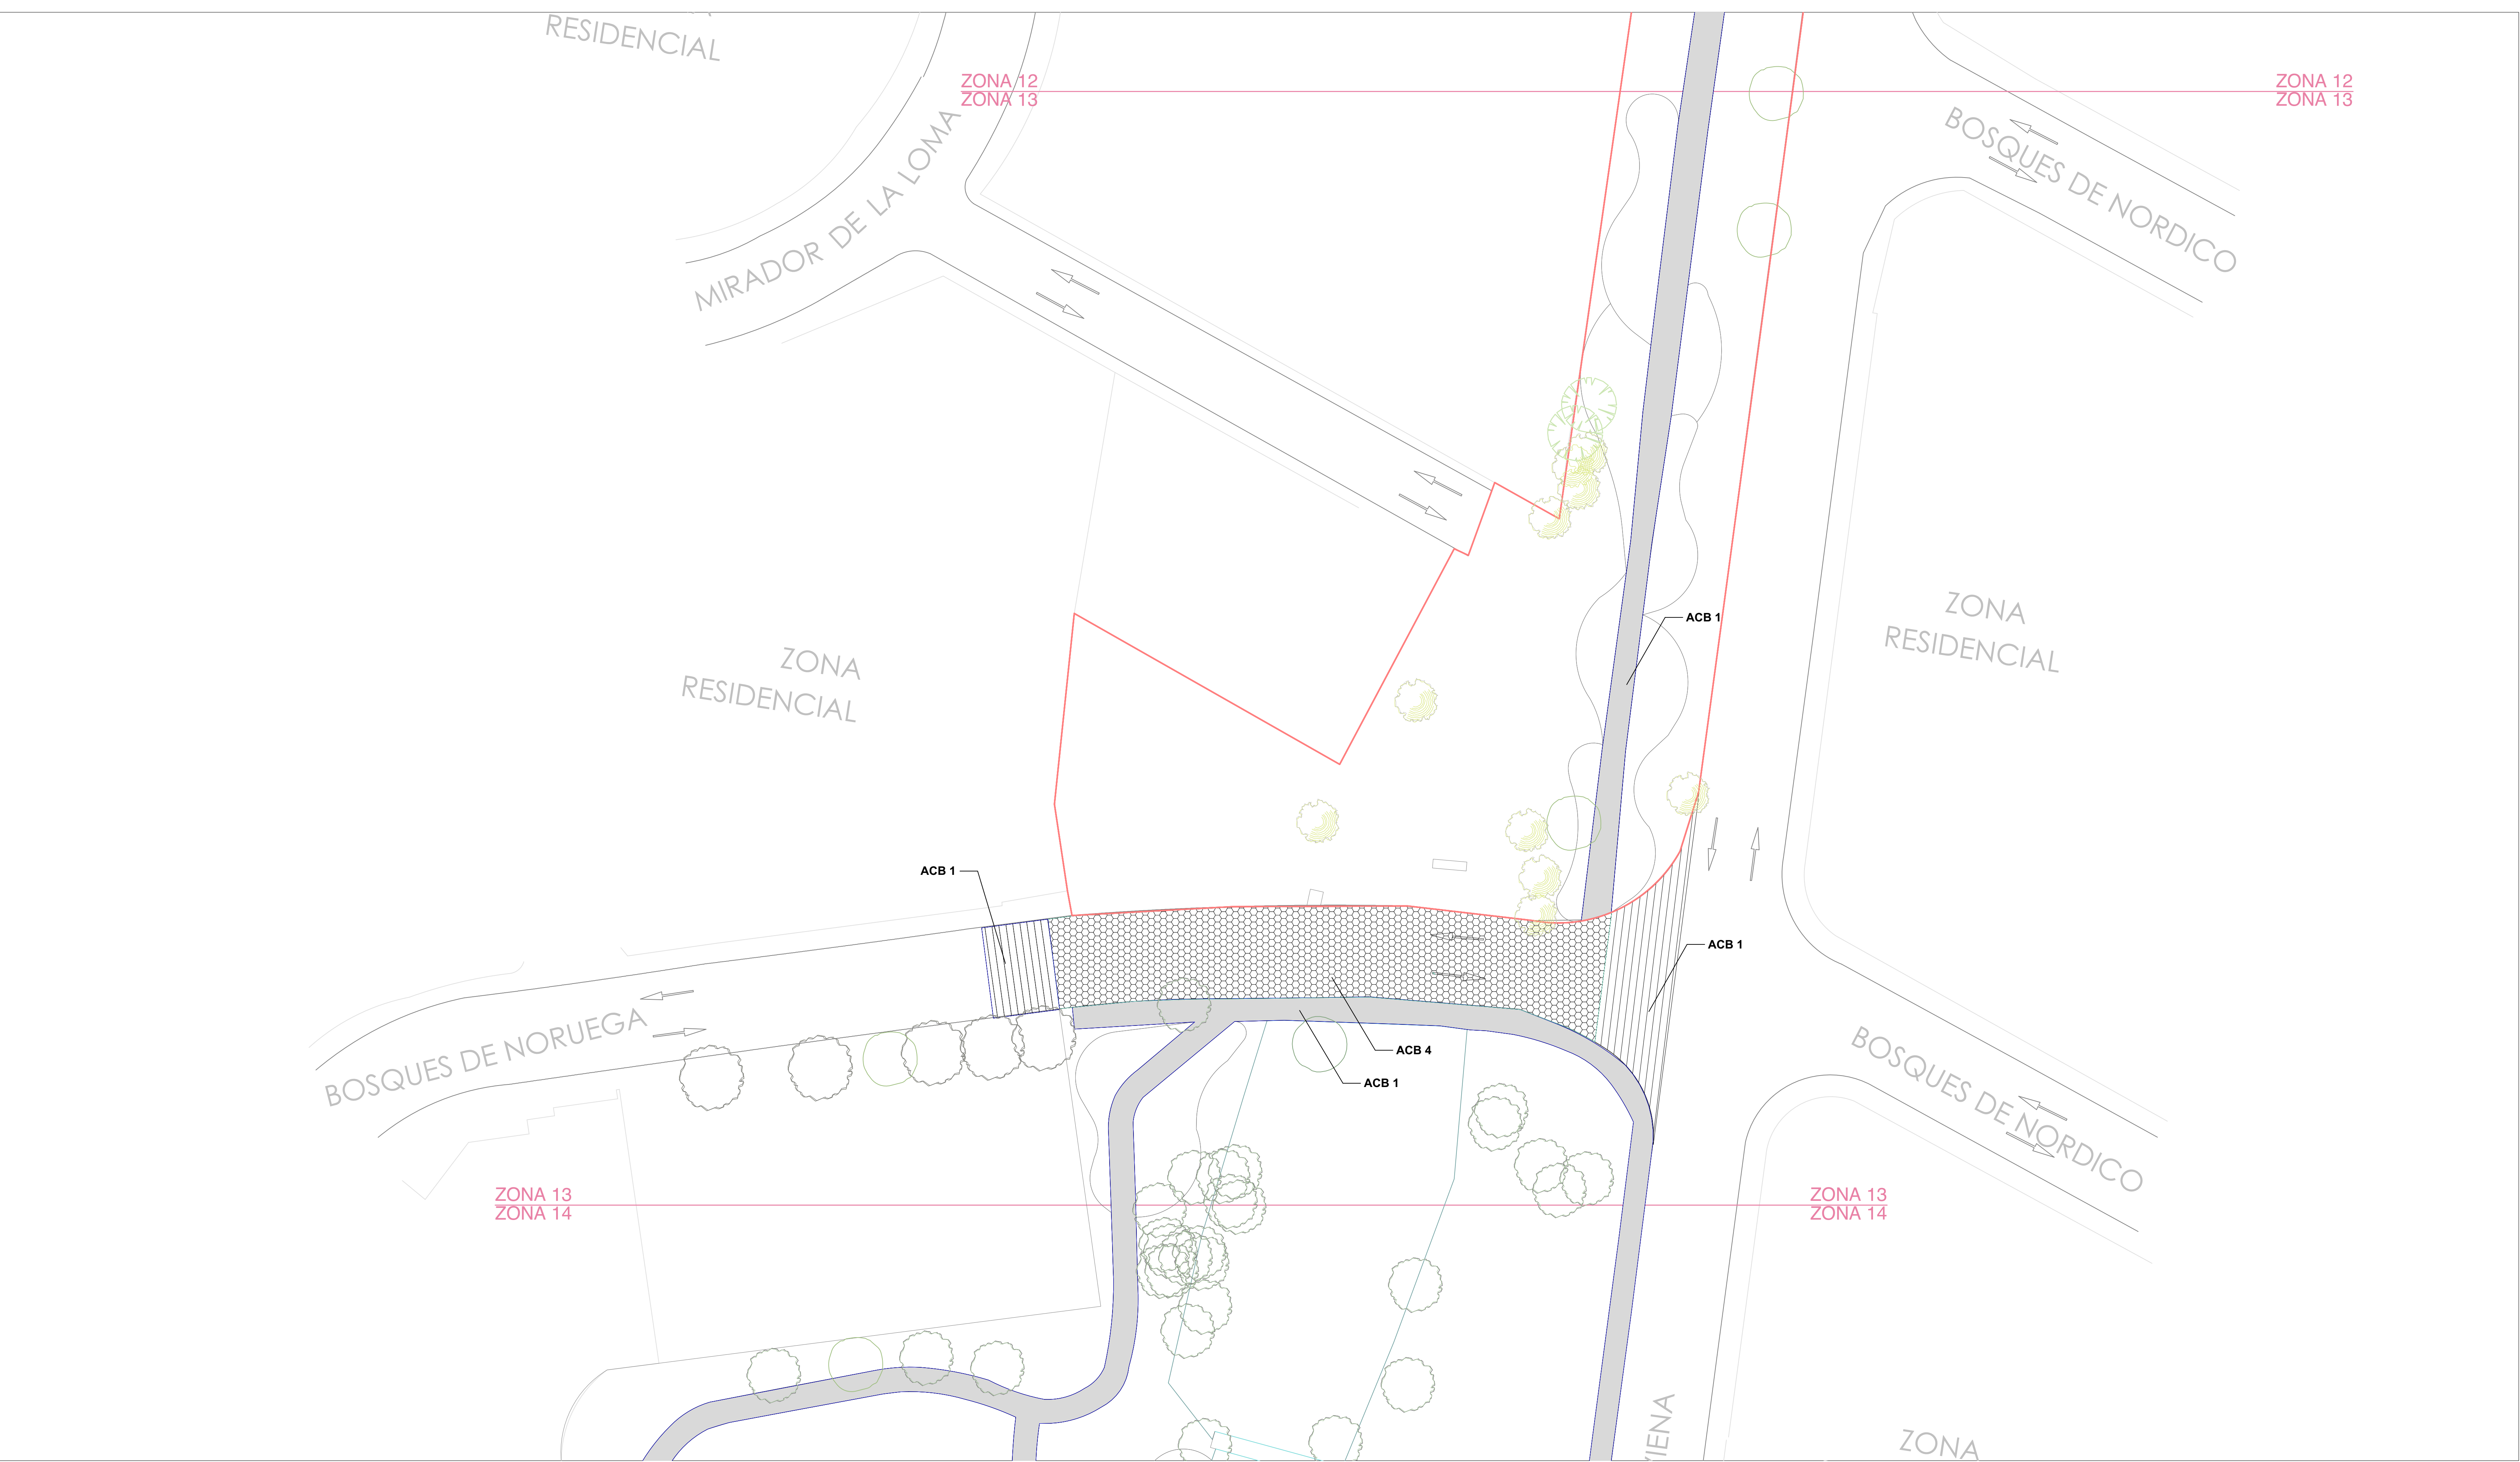 RESIDENCIAL
ZONA 12
ZONA 13
ZONA 12
ZONA 13
MIRADOR DE LA LOMA
BOSQUES DE NORDICO
ZONA
RESIDENCIAL
ACB 1
ZONA
RESIDENCIAL
ACB 1
ACB 1
BOSQUES DE NORUEGA
ACB 4
ACB 1
BOSQUES DE NORDICO
ZONA 13
ZONA 14
ZONA 13
ZONA 14
ZONA